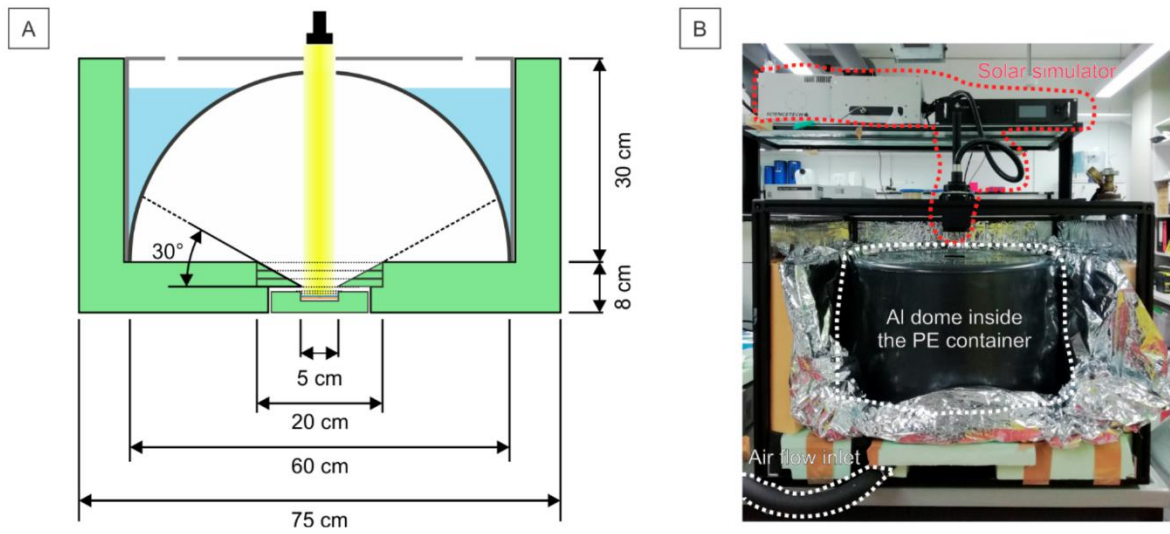 A
30 cm
30°
8 cm
5 cm
20 cm
60 cm
75 cm
B
Solar simulator
Al dome inside
the PE container
Air flow inlet